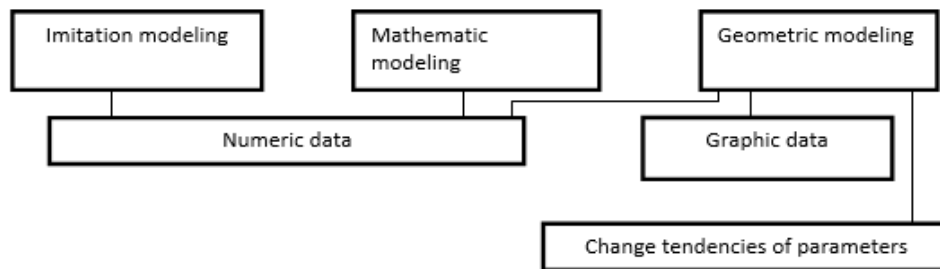 Imitation modeling
Mathematic
modeling
Geometric modeling
Numeric data
Graphic data
Change tendencies of parameters